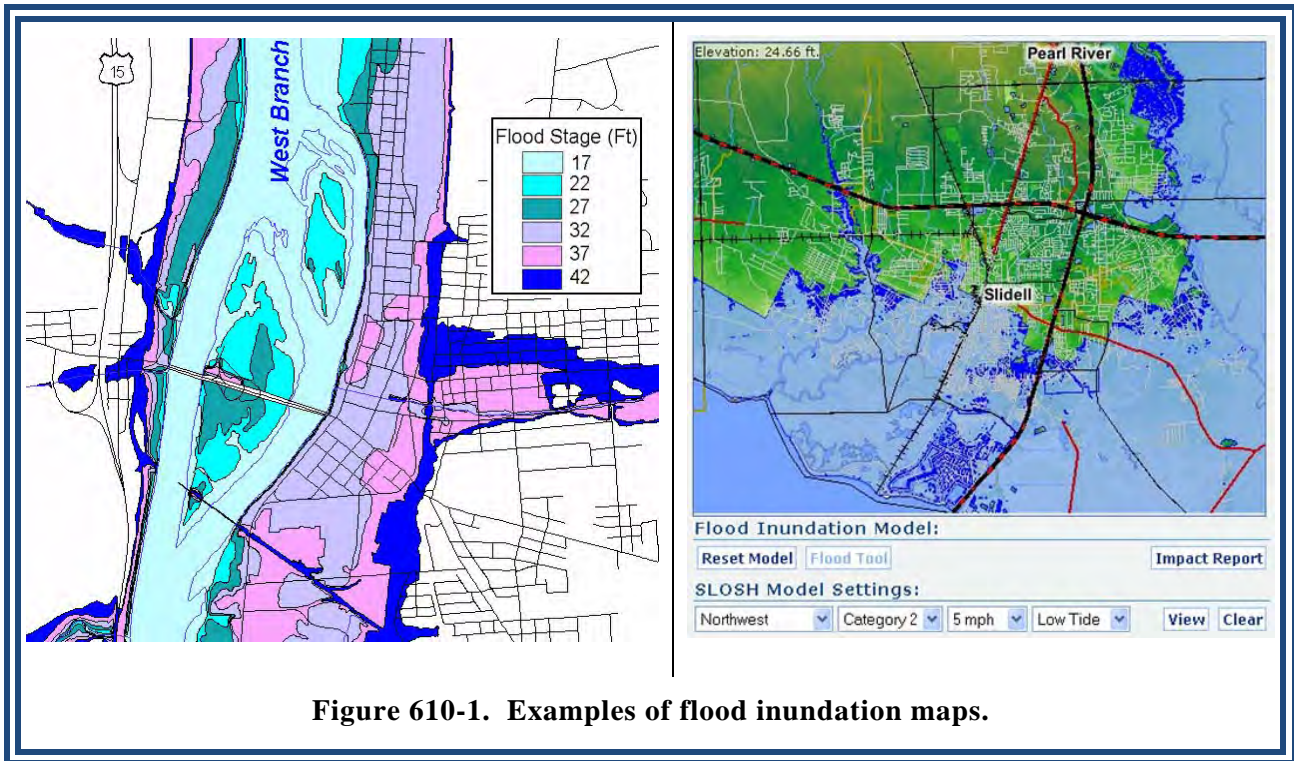 15
West Branch
Flood Stage (Ft)
17
22
27
32
37
42
Elevation: 24.66 ft.
Pearl River
Slidell
Flood Inundation Model:
Reset Model Flood Tool Impact Report
SLOSH Model Settings:
Northwest Category 2 5 mph Low Tide View Clear
Figure 610-1. Examples of flood inundation maps.